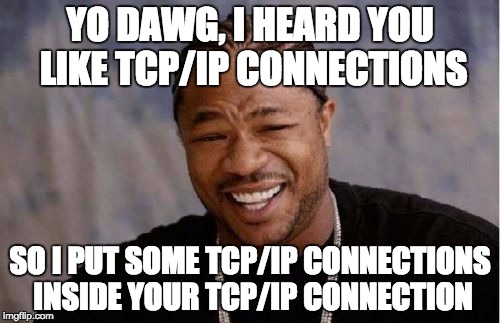 YO DAWG, I HEARD YOU
LIKE TCP/IP CONNECTIONS
SO I PUT SOME TCP/IP CONNECTIONS
INSIDE YOUR TCP/IP CONNECTION
imgflip.com